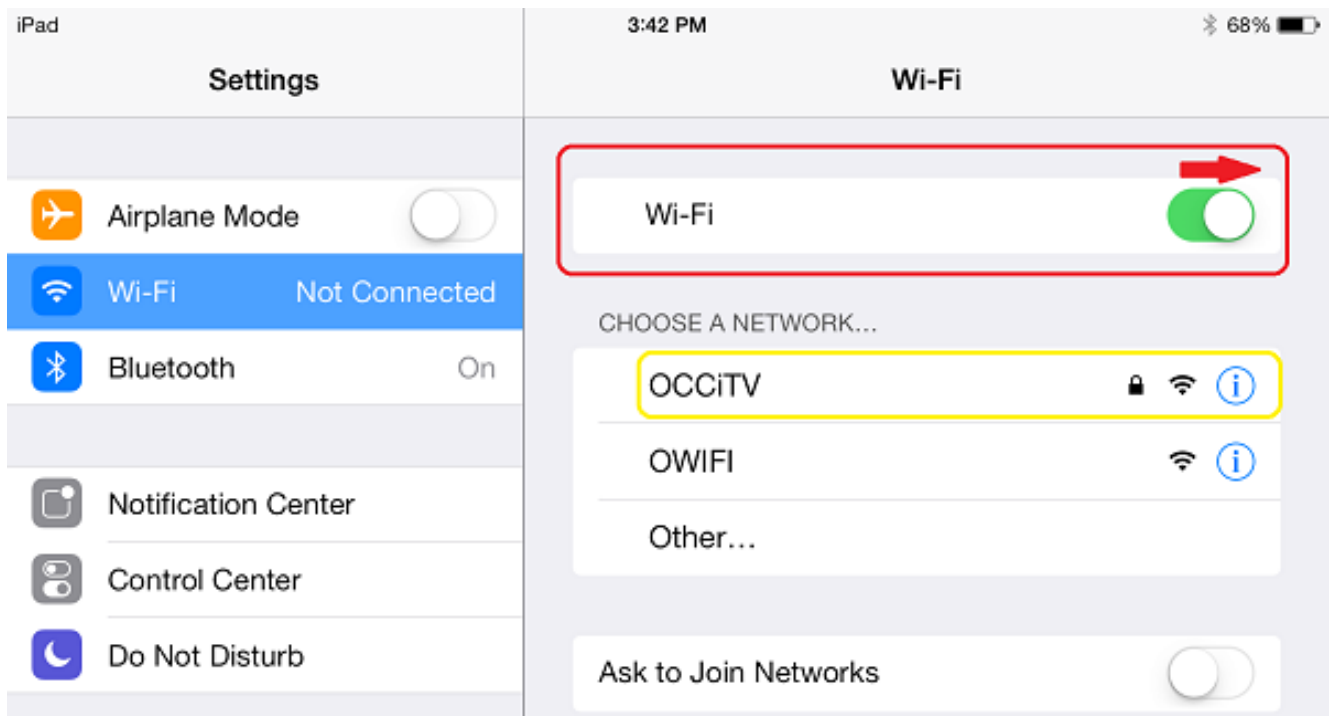 iPad 3:42 PM 68%
Settings
Wi-Fi
Airplane Mode
Wi-Fi Not Connected
Bluetooth On
Notification Center
Control Center
Do Not Disturb
Wi-Fi
CHOOSE A NETWORK...
OCCiTV
OWIFI
Other...
Ask to Join Networks